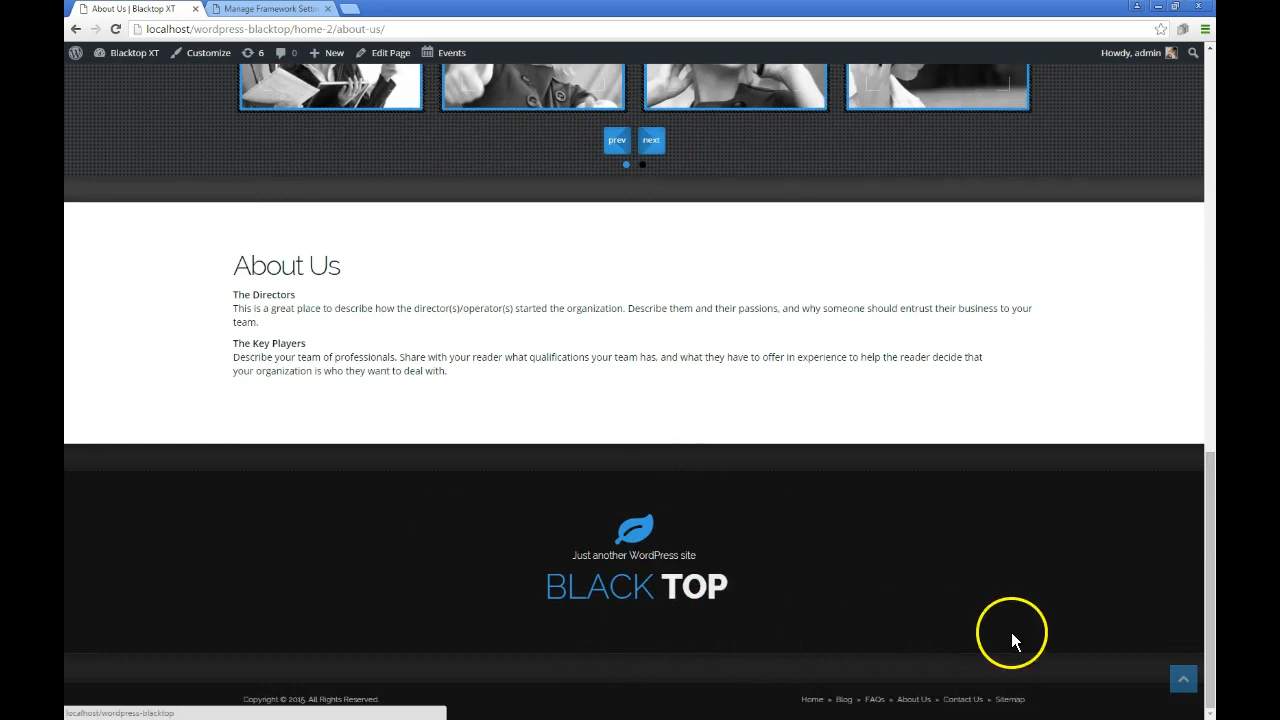 About Us | Blacktop XT
Manage Framework Settin
localhost/wordpress-blacktop/home-2/about-us/
Blacktop XT Customize 6 0 New Edit Page Events Howdy, admin
prev next
About Us
The Directors
This is a great place to describe how the director(s)/operator(s) started the organization. Describe them and their passions, and why someone should entrust their business to your
team.
The Key Players
Describe your team of professionals. Share with your reader what qualifications your team has, and what they have to offer in experience to help the reader decide that
your organization is who they want to deal with.
Just another WordPress site
BLACK TOP
Copyright © 2015. All Rights Reserved.
Home » Blog » FAQs » About Us » Contact Us » Sitemap
localhost/wordpress-blacktop